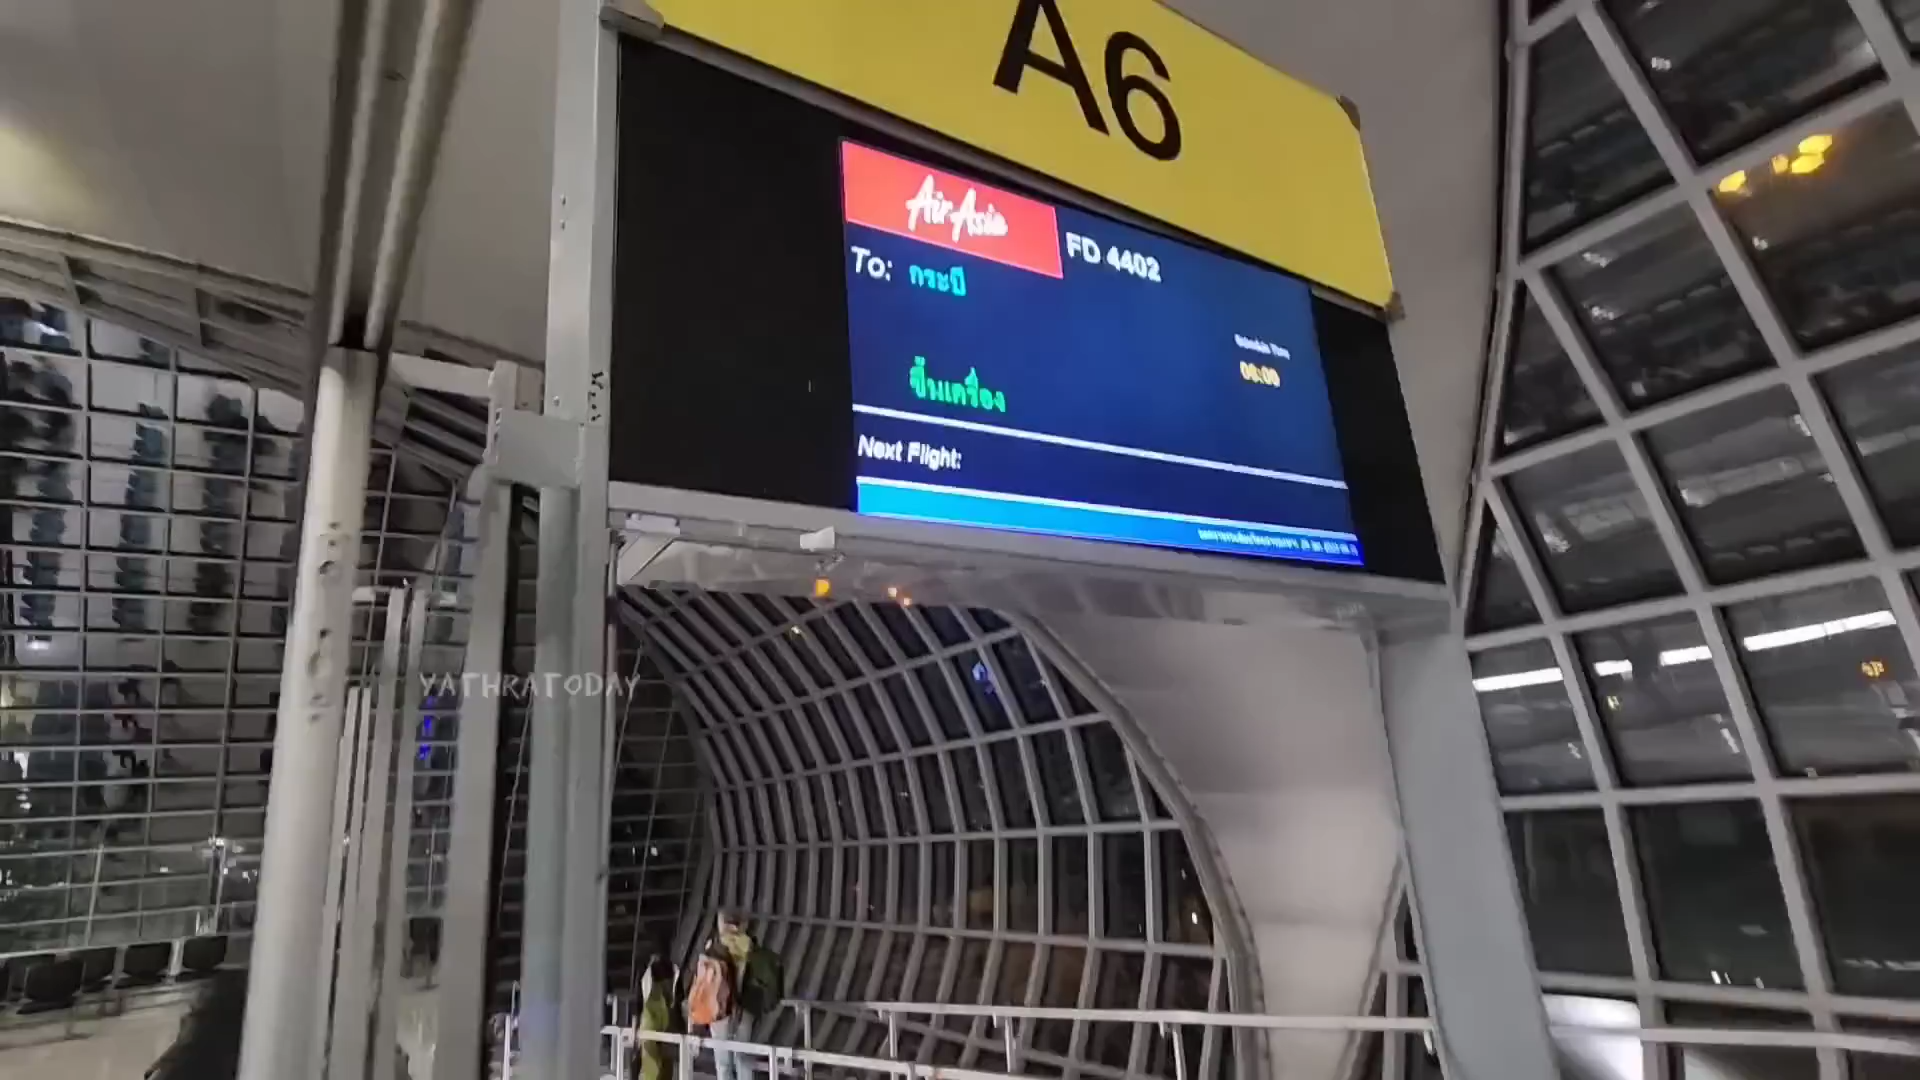 A6
AirAsia
FD 4402
To: กระบี่
ขึ้นเครื่อง
Next Flight:
YATHRATODAY